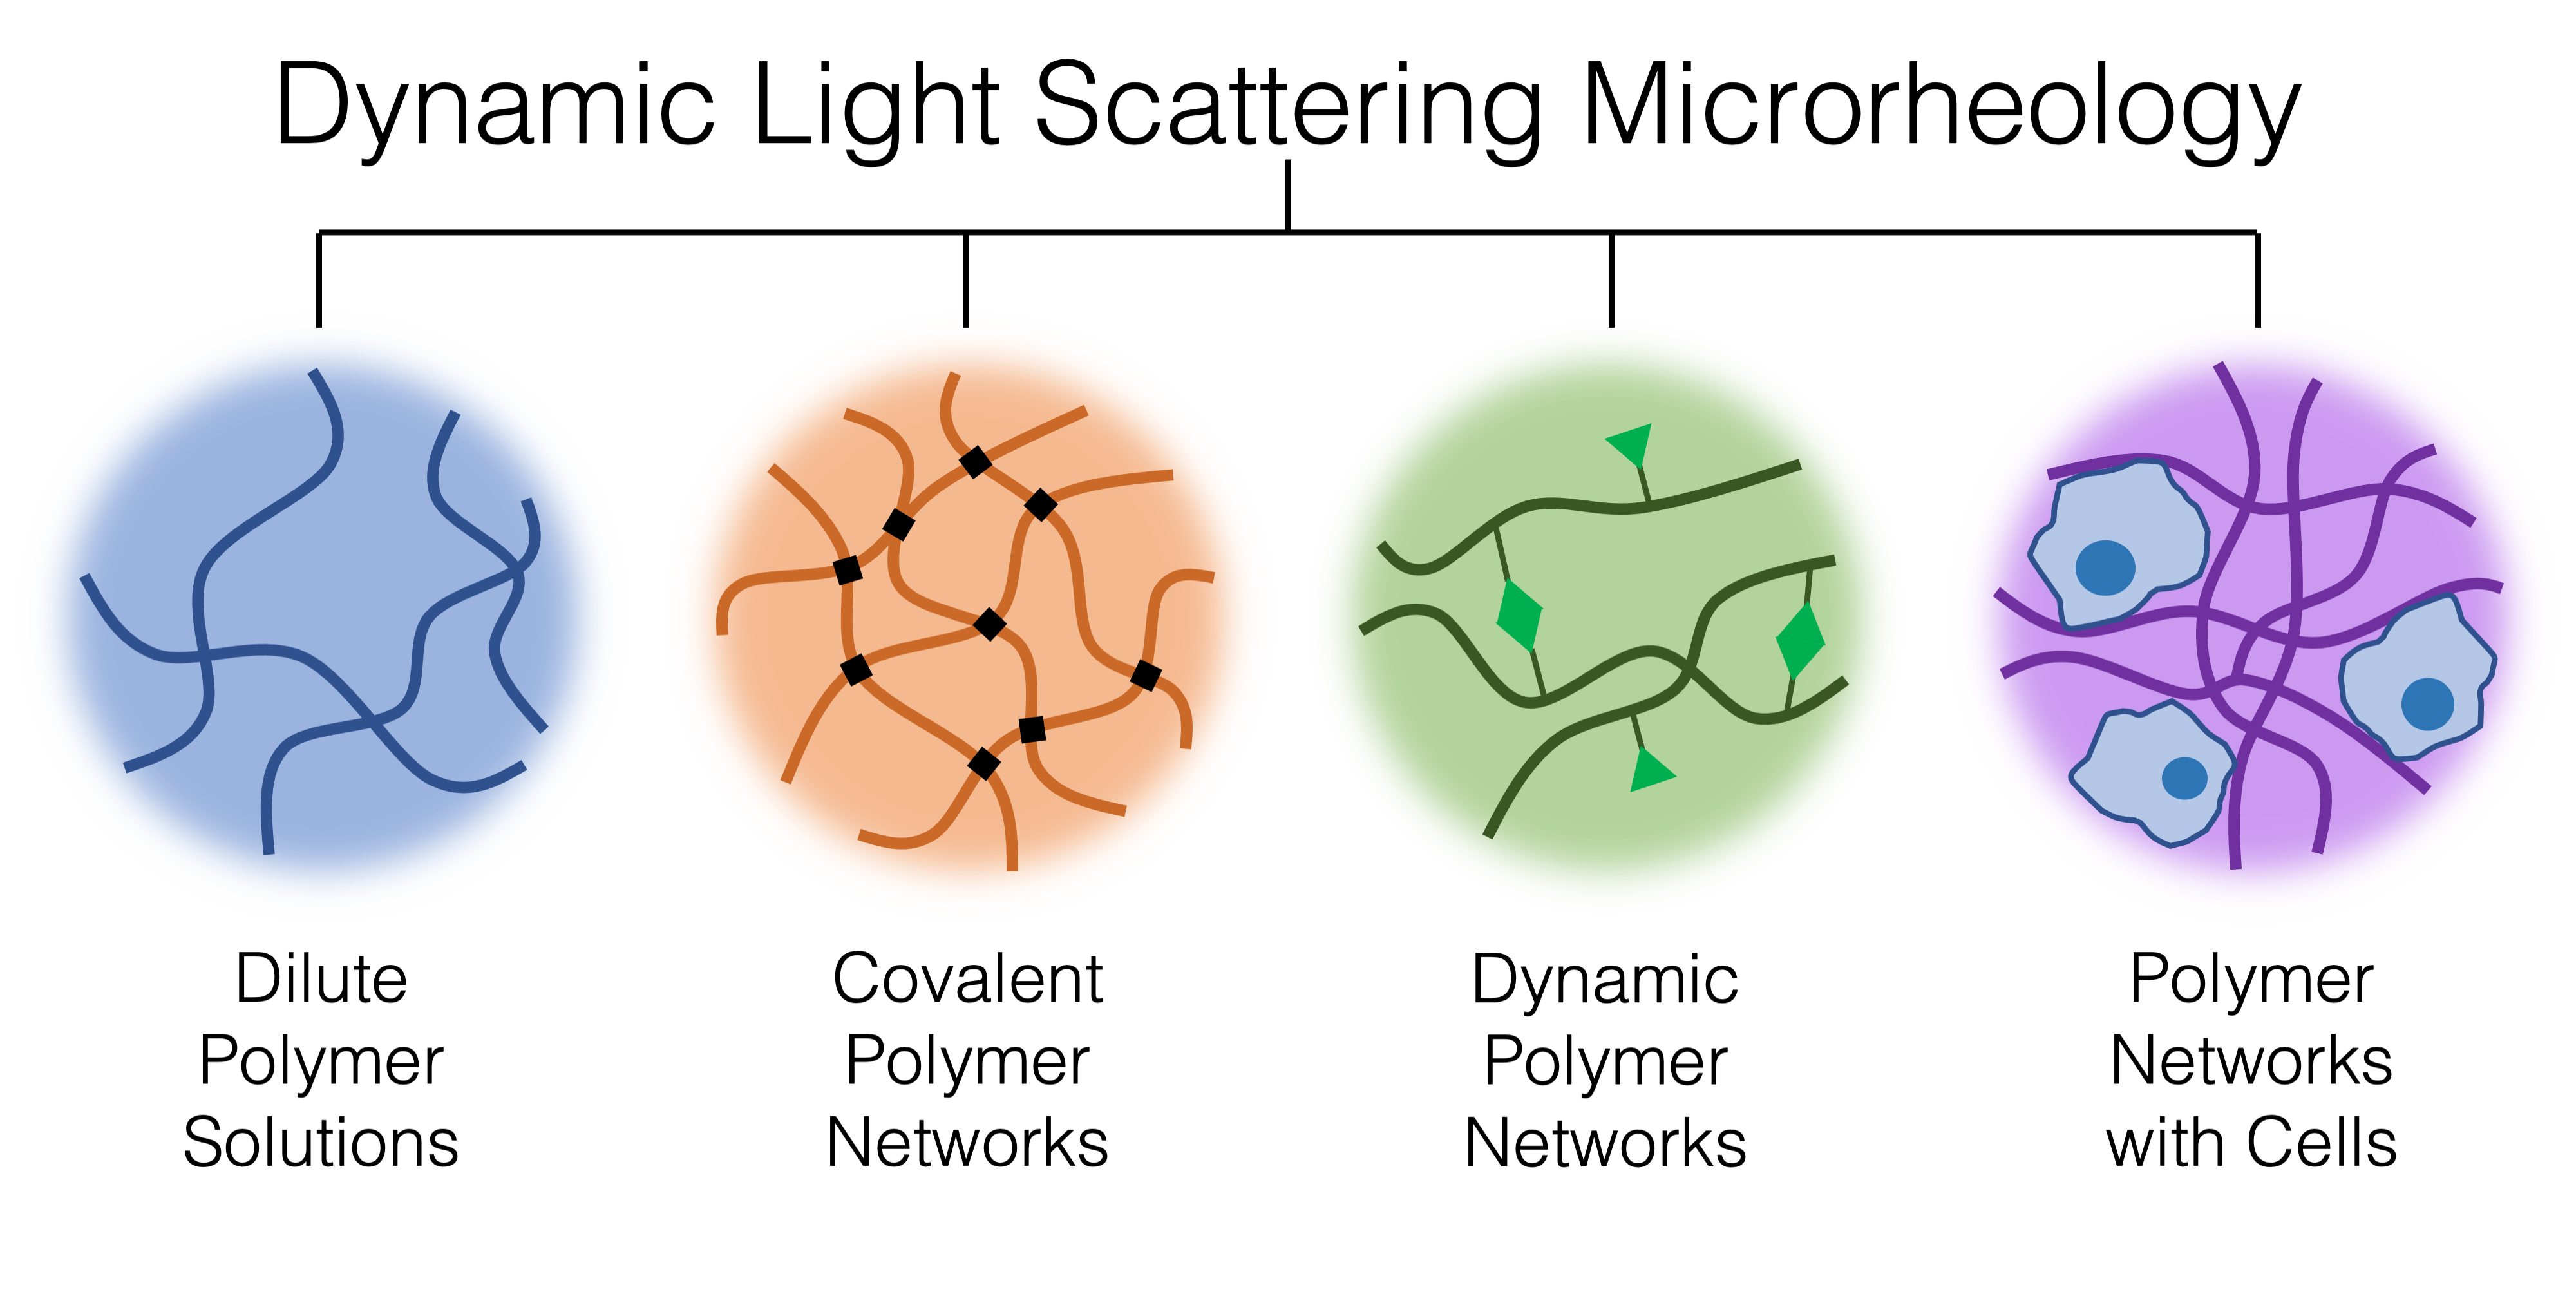 Dynamic Light Scattering Microrheology
Dilute
Polymer
Solutions
Covalent
Polymer
Networks
Dynamic
Polymer
Networks
Polymer
Networks
with Cells